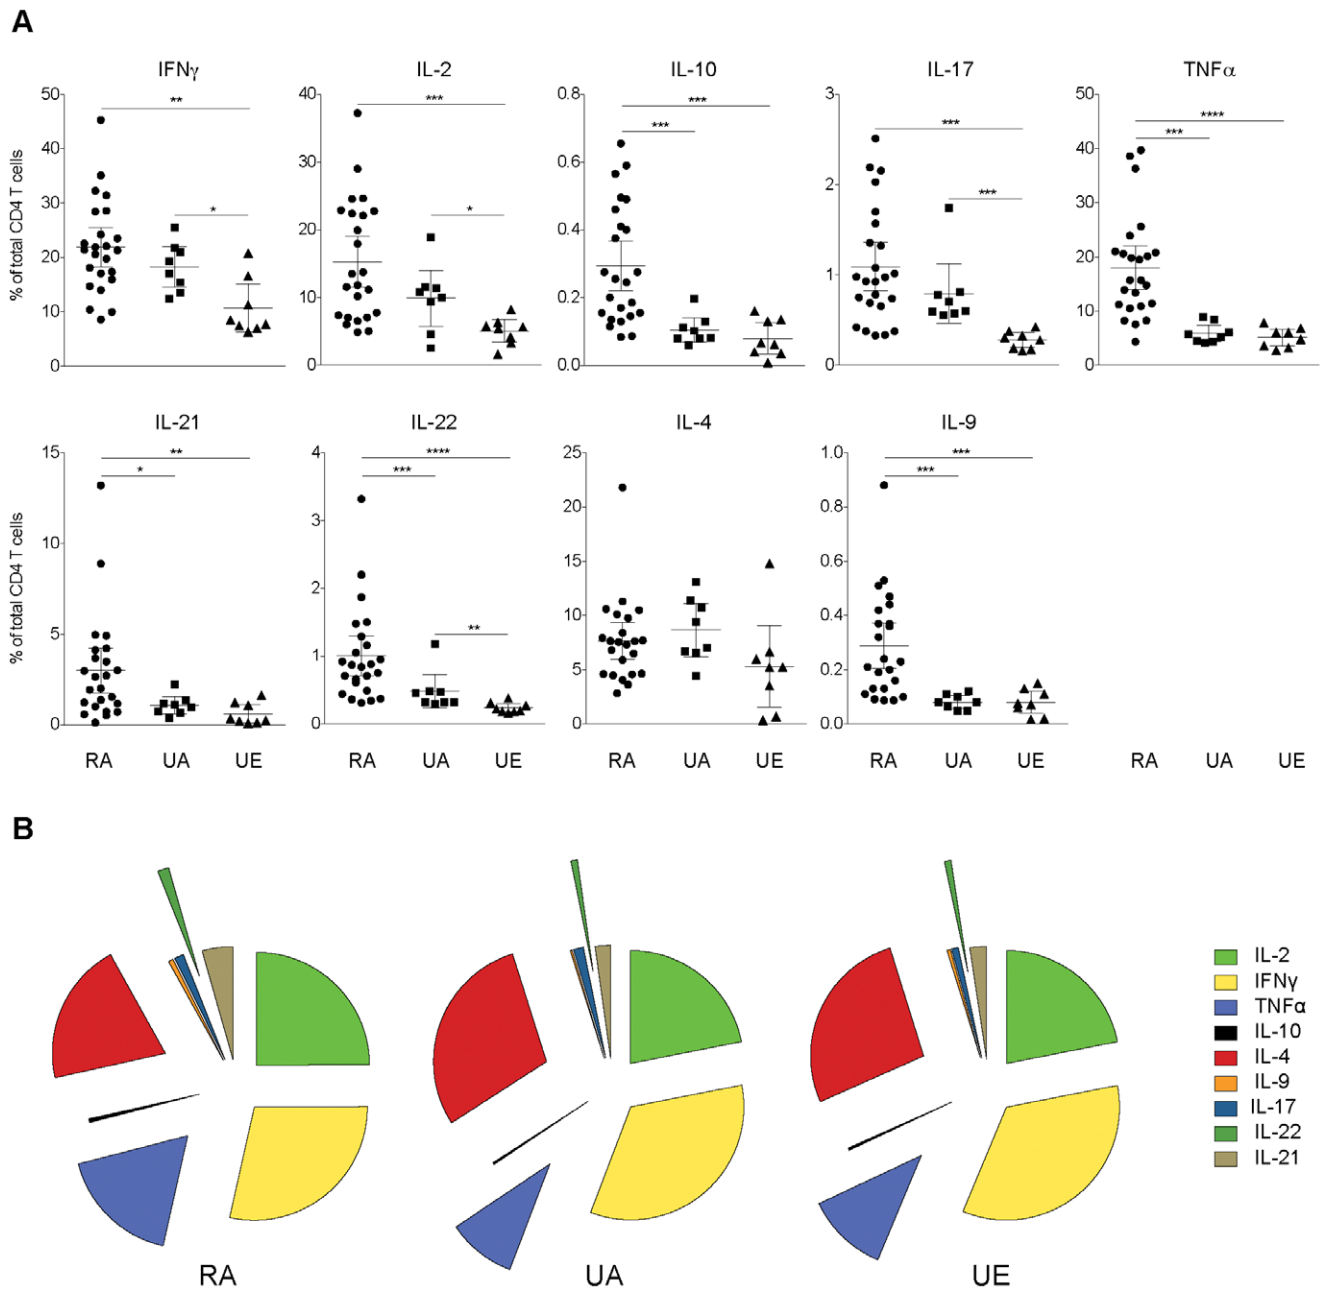 A
IFNγ IL-2 IL-10 IL-17 TNFα
% of total CD4 T cells
50 40 30 20 10 0
** *
40 30 20 10 0
*** *
0.8 0.6 0.4 0.2 0.0
*** ***
3 2 1 0
*** ***
50 40 30 20 10 0
**** ***
IL-21 IL-22 IL-4 IL-9
% of total CD4 T cells
15 10 5 0
** *
4 3 2 1 0
**** *** **
25 20 15 10 5 0
1.0 0.8 0.6 0.4 0.2 0.0
*** ***
RA UA UE RA UA UE RA UA UE RA UA UE RA UA UE
B
IL-2
IFNγ
TNFα
IL-10
IL-4
IL-9
IL-17
IL-22
IL-21
RA UA UE